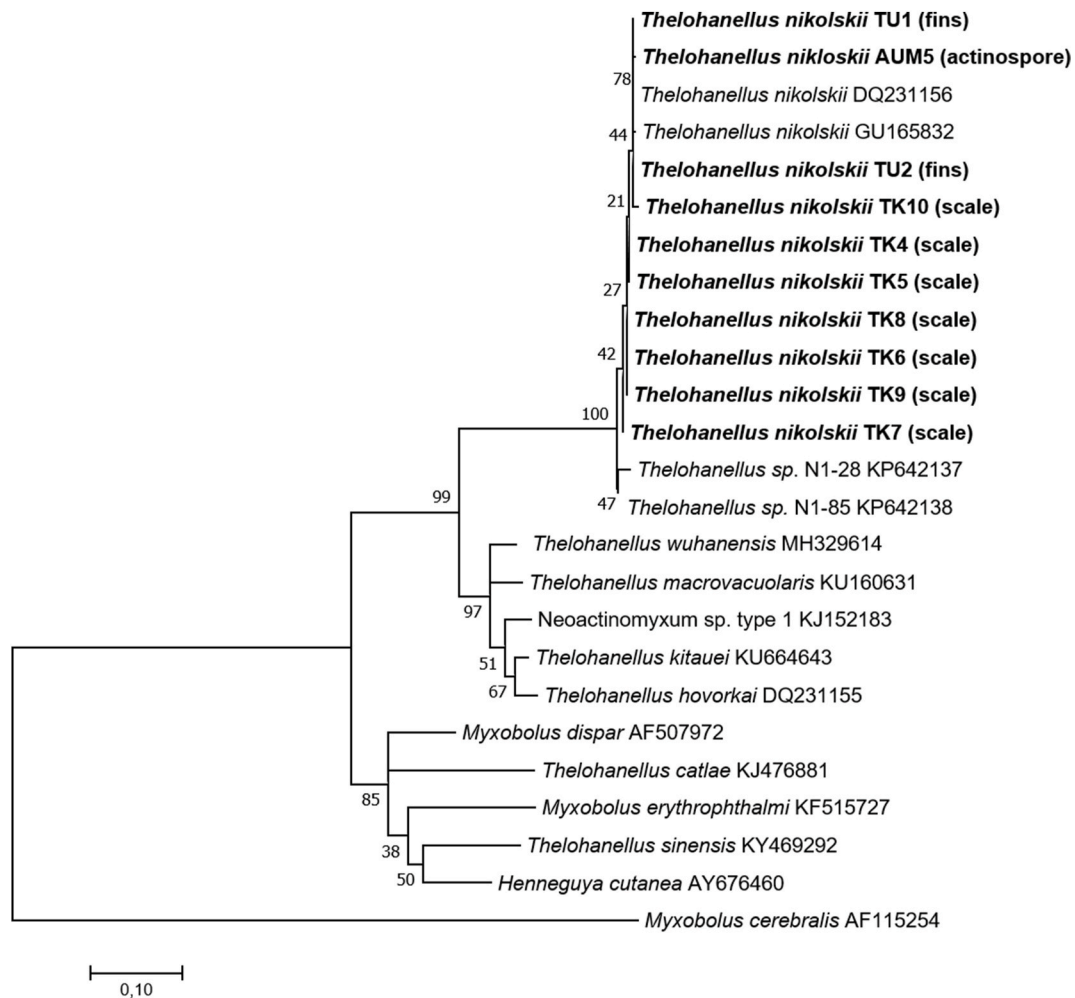 Thelohanellus nikolskii TU1 (fins)
Thelohanellus nikloskii AUM5 (actinospore)
78
Thelohanellus nikolskii DQ231156
Thelohanellus nikolskii GU165832
44
Thelohanellus nikolskii TU2 (fins)
21
Thelohanellus nikolskii TK10 (scale)
Thelohanellus nikolskii TK4 (scale)
Thelohanellus nikolskii TK5 (scale)
27
Thelohanellus nikolskii TK8 (scale)
42
Thelohanellus nikolskii TK6 (scale)
Thelohanellus nikolskii TK9 (scale)
100
Thelohanellus nikolskii TK7 (scale)
Thelohanellus sp. N1-28 KP642137
99
47
Thelohanellus sp. N1-85 KP642138
Thelohanellus wuhanensis MH329614
Thelohanellus macrovacuolaris KU160631
97
Neoactinomyxum sp. type 1 KJ152183
Thelohanellus kitauei KU664643
51
67
Thelohanellus hovorkai DQ231155
Myxobolus dispar AF507972
Thelohanellus catlae KJ476881
85
Myxobolus erythrophthalmi KF515727
Thelohanellus sinensis KY469292
38
50
Henneguya cutanea AY676460
Myxobolus cerebralis AF115254
0,10